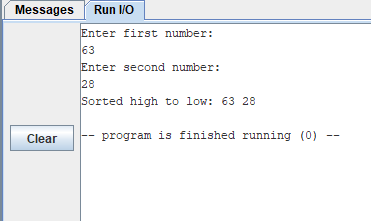 Messages Run I/O
Enter first number:
63
Enter second number:
28
Sorted high to low: 63 28
Clear
-- program is finished running (0) --